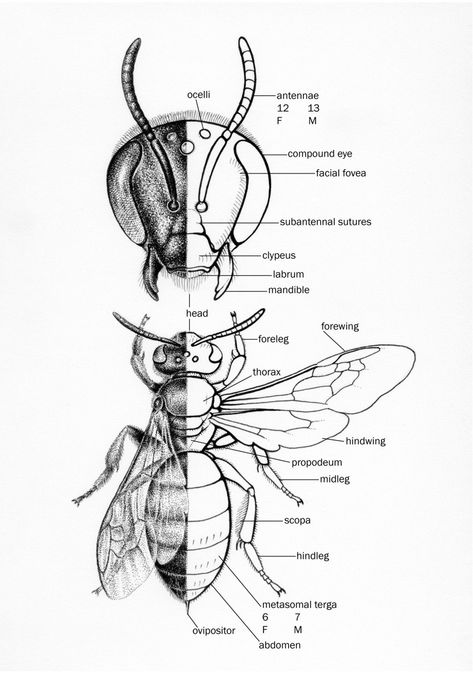 ocelli
antennae
12 13
F M
compound eye
facial fovea
subantennal sutures
clypeus
labrum
mandible
head
foreleg
forewing
thorax
hindwing
propodeum
midleg
scopa
hindleg
metasomal terga
6 7
F M
ovipositor
abdomen